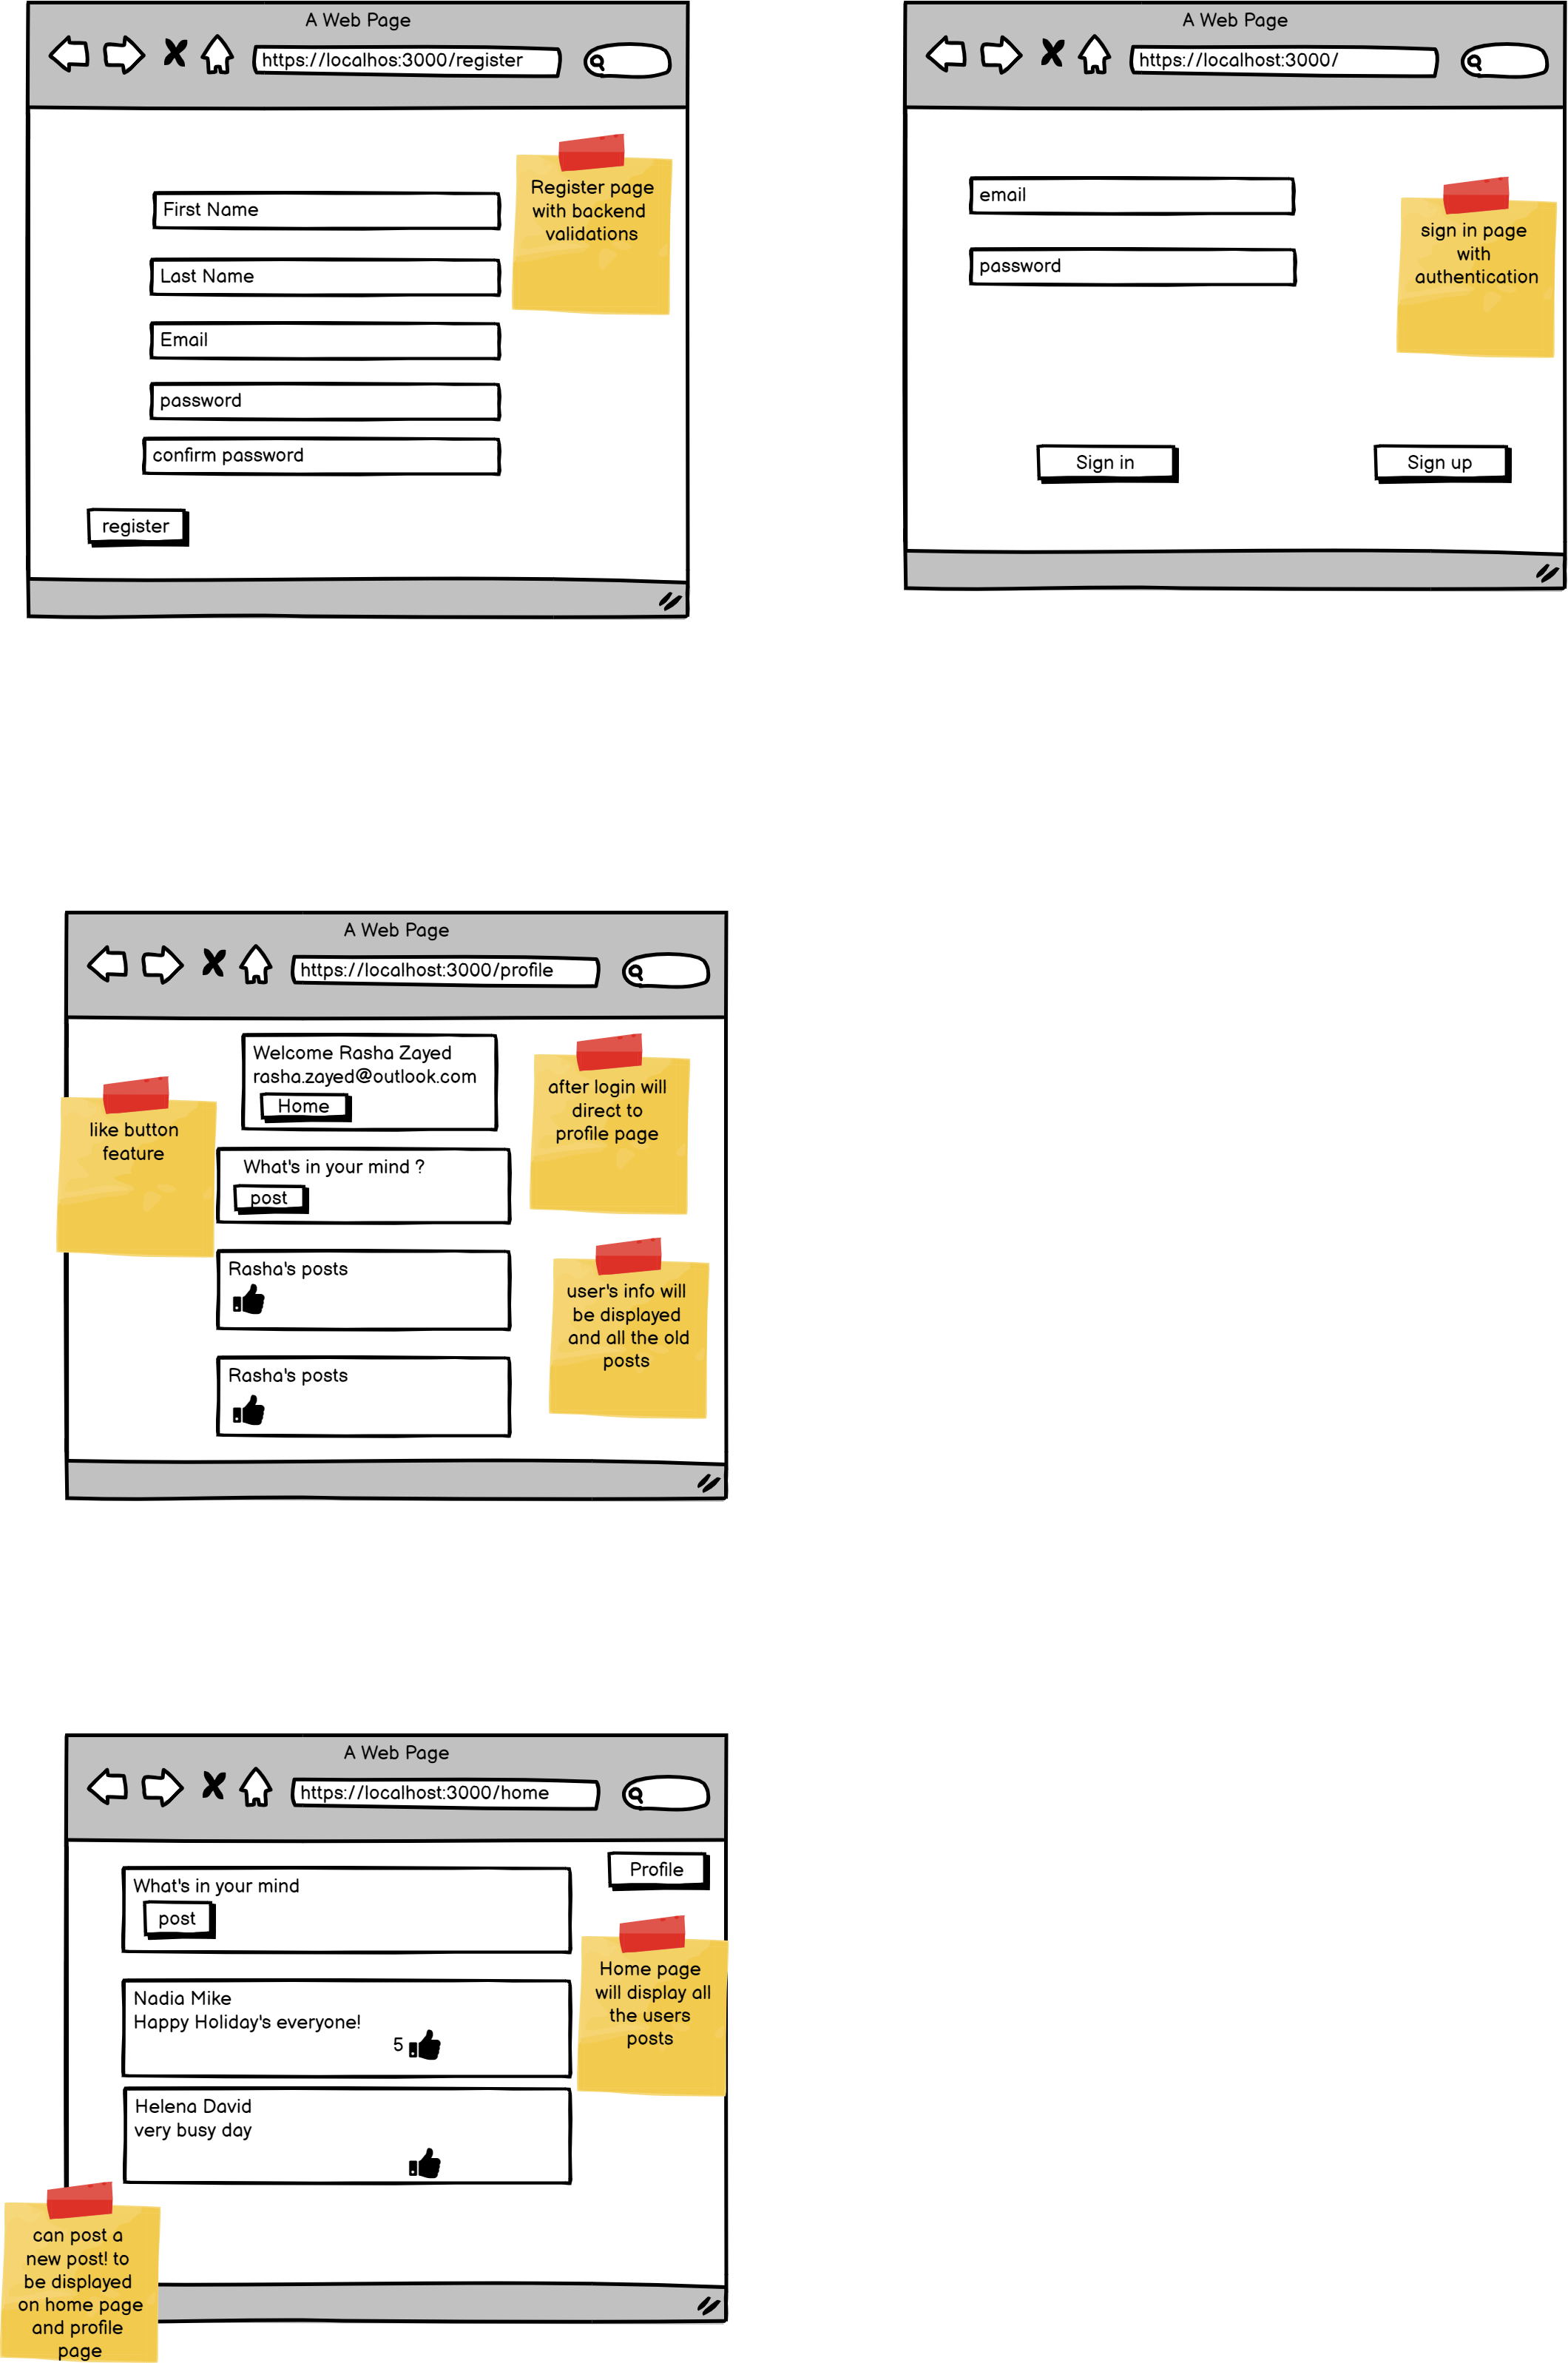 A Web Page
https://localhos:3000/register
First Name
Last Name
Email
password
confirm password
register
Register page
with backend
validations
A Web Page
https://localhost:3000/
email
password
Sign in
Sign up
sign in page
with
authentication
A Web Page
https://localhost:3000/profile
Welcome Rasha Zayed
rasha.zayed@outlook.com
Home
after login will
direct to
profile page
like button
feature
What's in your mind ?
post
Rasha's posts
user's info will
be displayed
and all the old
posts
Rasha's posts
A Web Page
https://localhost:3000/home
Profile
What's in your mind
post
Home page
will display all
the users
posts
Nadia Mike
Happy Holiday's everyone!
5
Helena David
very busy day
can post a
new post! to
be displayed
on home page
and profile
page